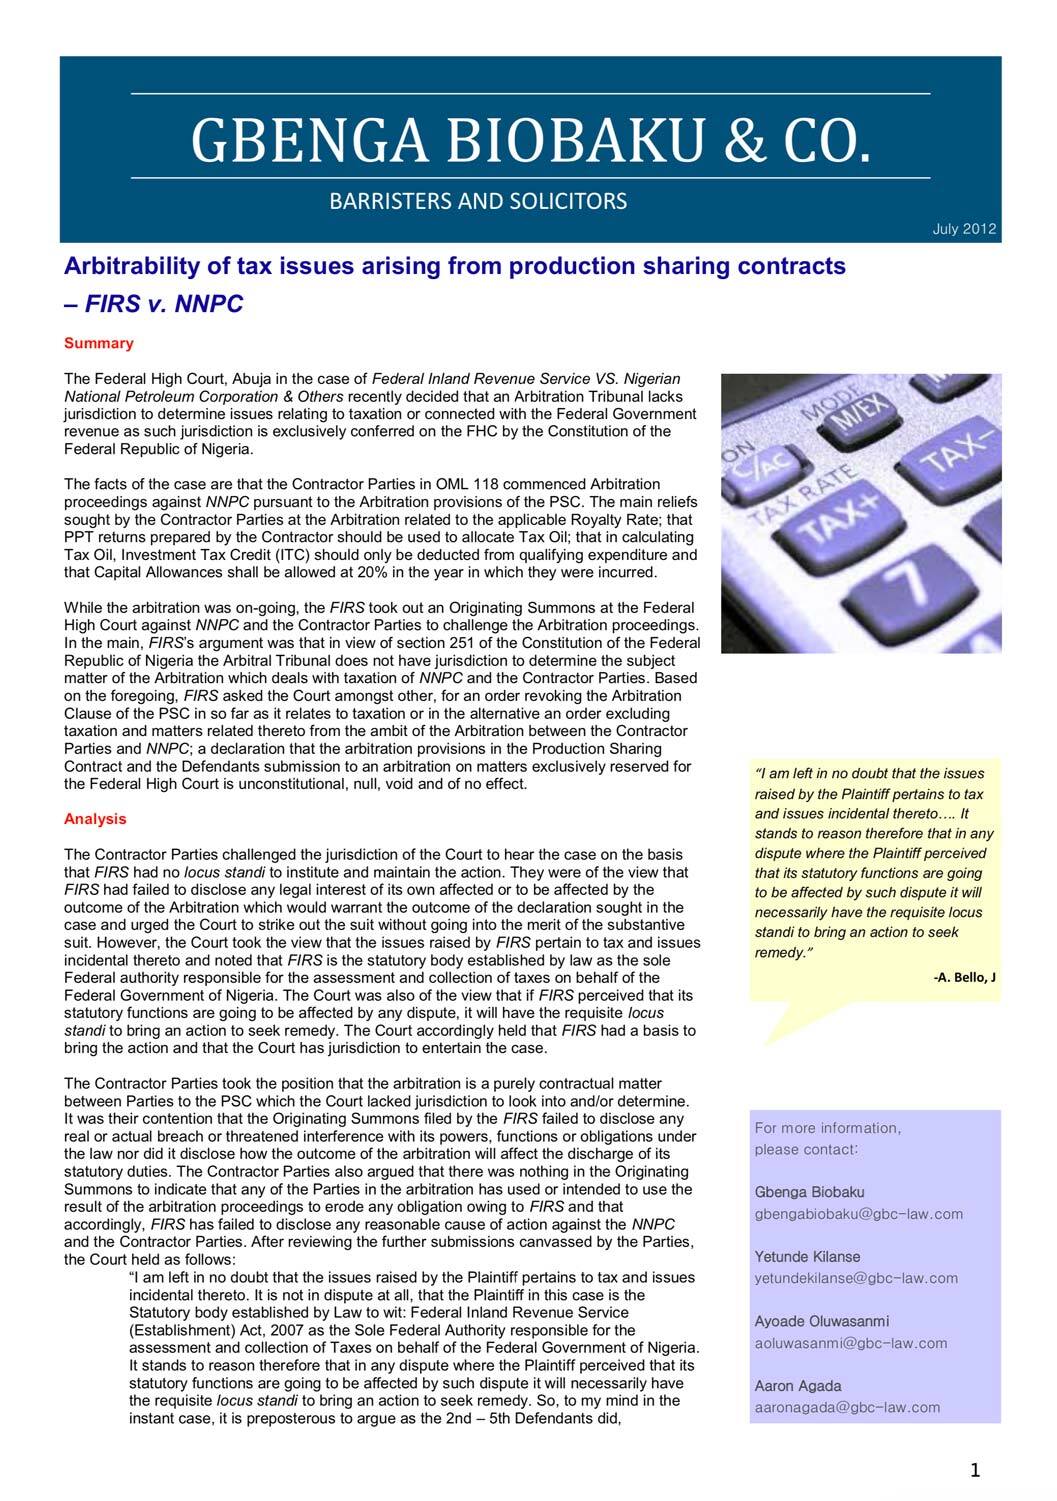 GBENGA BIOBAKU & CO.
BARRISTERS AND SOLICITORS
July 2012
Arbitrability of tax issues arising from production sharing contracts
– FIRS v. NNPC
Summary
The Federal High Court, Abuja in the case of Federal Inland Revenue Service VS. Nigerian
National Petroleum Corporation & Others recently decided that an Arbitration Tribunal lacks
jurisdiction to determine issues relating to taxation or connected with the Federal Government
revenue as such jurisdiction is exclusively conferred on the FHC by the Constitution of the
Federal Republic of Nigeria.
The facts of the case are that the Contractor Parties in OML 118 commenced Arbitration
proceedings against NNPC pursuant to the Arbitration provisions of the PSC. The main reliefs
sought by the Contractor Parties at the Arbitration related to the applicable Royalty Rate; that
PPT returns prepared by the Contractor should be used to allocate Tax Oil; that in calculating
Tax Oil, Investment Tax Credit (ITC) should only be deducted from qualifying expenditure and
that Capital Allowances shall be allowed at 20% in the year in which they were incurred.
While the arbitration was on-going, the FIRS took out an Originating Summons at the Federal
High Court against NNPC and the Contractor Parties to challenge the Arbitration proceedings.
In the main, FIRS’s argument was that in view of section 251 of the Constitution of the Federal
Republic of Nigeria the Arbitral Tribunal does not have jurisdiction to determine the subject
matter of the Arbitration which deals with taxation of NNPC and the Contractor Parties. Based
on the foregoing, FIRS asked the Court amongst other, for an order revoking the Arbitration
Clause of the PSC in so far as it relates to taxation or in the alternative an order excluding
taxation and matters related thereto from the ambit of the Arbitration between the Contractor
Parties and NNPC; a declaration that the arbitration provisions in the Production Sharing
Contract and the Defendants submission to an arbitration on matters exclusively reserved for
the Federal High Court is unconstitutional, null, void and of no effect.
Analysis
The Contractor Parties challenged the jurisdiction of the Court to hear the case on the basis
that FIRS had no locus standi to institute and maintain the action. They were of the view that
FIRS had failed to disclose any legal interest of its own affected or to be affected by the
outcome of the Arbitration which would warrant the outcome of the declaration sought in the
case and urged the Court to strike out the suit without going into the merit of the substantive
suit. However, the Court took the view that the issues raised by FIRS pertain to tax and issues
incidental thereto and noted that FIRS is the statutory body established by law as the sole
Federal authority responsible for the assessment and collection of taxes on behalf of the
Federal Government of Nigeria. The Court was also of the view that if FIRS perceived that its
statutory functions are going to be affected by any dispute, it will have the requisite locus
standi to bring an action to seek remedy. The Court accordingly held that FIRS had a basis to
bring the action and that the Court has jurisdiction to entertain the case.
The Contractor Parties took the position that the arbitration is a purely contractual matter
between Parties to the PSC which the Court lacked jurisdiction to look into and/or determine.
It was their contention that the Originating Summons filed by the FIRS failed to disclose any
real or actual breach or threatened interference with its powers, functions or obligations under
the law nor did it disclose how the outcome of the arbitration will affect the discharge of its
statutory duties. The Contractor Parties also argued that there was nothing in the Originating
Summons to indicate that any of the Parties in the arbitration has used or intended to use the
result of the arbitration proceedings to erode any obligation owing to FIRS and that
accordingly, FIRS has failed to disclose any reasonable cause of action against the NNPC
and the Contractor Parties. After reviewing the further submissions canvassed by the Parties,
the Court held as follows:
“I am left in no doubt that the issues raised by the Plaintiff pertains to tax and issues
incidental thereto. It is not in dispute at all, that the Plaintiff in this case is the
Statutory body established by Law to wit: Federal Inland Revenue Service
(Establishment) Act, 2007 as the Sole Federal Authority responsible for the
assessment and collection of Taxes on behalf of the Federal Government of Nigeria.
It stands to reason therefore that in any dispute where the Plaintiff perceived that its
statutory functions are going to be affected by such dispute it will necessarily have
the requisite locus standi to bring an action to seek remedy. So, to my mind in the
instant case, it is preposterous to argue as the 2nd – 5th Defendants did,
MODE
M/EX
ON
C/AC
TAX-
TAX RATE
TAX+
7
“I am left in no doubt that the issues
raised by the Plaintiff pertains to tax
and issues incidental thereto…. It
stands to reason therefore that in any
dispute where the Plaintiff perceived
that its statutory functions are going
to be affected by such dispute it will
necessarily have the requisite locus
standi to bring an action to seek
remedy.”
-A. Bello, J
For more information,
please contact:
Gbenga Biobaku
gbengabiobaku@gbc-law.com
Yetunde Kilanse
yetundekilanse@gbc-law.com
Ayoade Oluwasanmi
aoluwasanmi@gbc-law.com
Aaron Agada
aaronagada@gbc-law.com
1